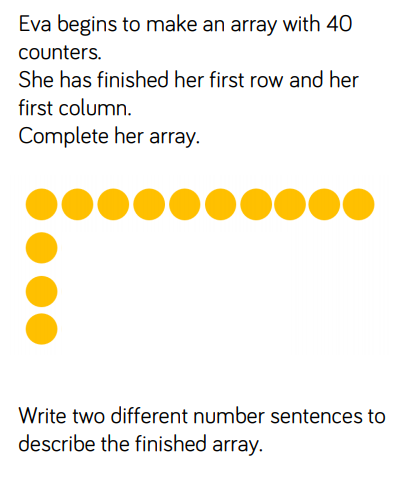 Eva begins to make an array with 40
counters.
She has finished her first row and her
first column.
Complete her array.
Write two different number sentences to
describe the finished array.